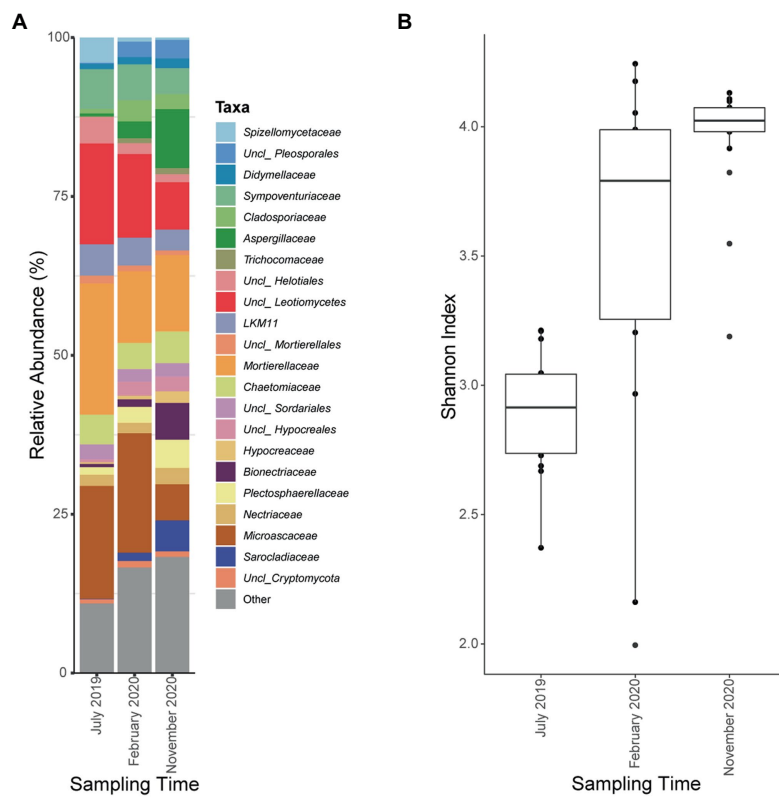 A
100
75
50
25
0
Relative Abundance (%)
July 2019
February 2020
November 2020
Sampling Time
Taxa
Spizellomycetaceae
Uncl_ Pleosporales
Didymellaceae
Sympoventuriaceae
Cladosporiaceae
Aspergillaceae
Trichocomaceae
Uncl_ Helotiales
Uncl_ Leotiomycetes
LKM11
Uncl_ Mortierellales
Mortierellaceae
Chaetomiaceae
Uncl_ Sordariales
Uncl_ Hypocreales
Hypocreaceae
Bionectriaceae
Plectosphaerellaceae
Nectriaceae
Microascaceae
Sarocladiaceae
Uncl_Cryptomycota
Other
B
4.0
3.5
3.0
2.5
2.0
Shannon Index
July 2019
February 2020
November 2020
Sampling Time